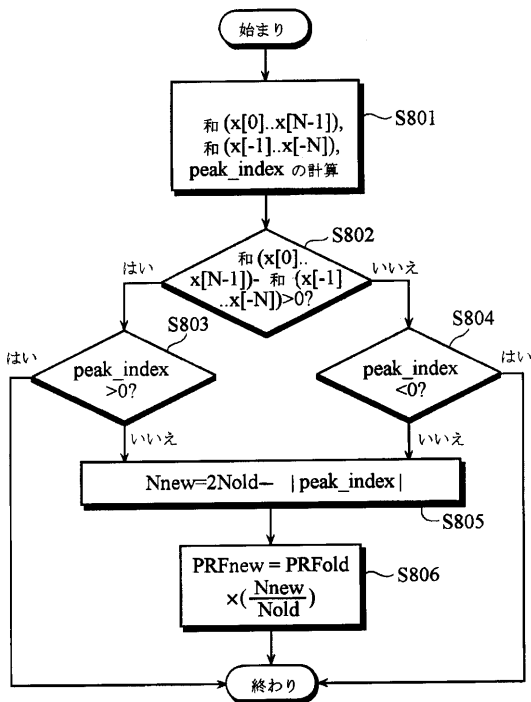 始まり
和 (x[0]..x[N-1]),
和 (x[-1]..x[-N]),
peak_index の計算
S801
S802
和 (x[0]..
x[N-1])- 和 (x[-1]
..x[-N])>0?
はい
いいえ
S803
S804
はい
peak_index
>0?
peak_index
<0?
はい
いいえ
いいえ
Nnew=2Nold- |peak_index|
S805
PRFnew = PRFold
×(Nnew
Nold)
S806
終わり